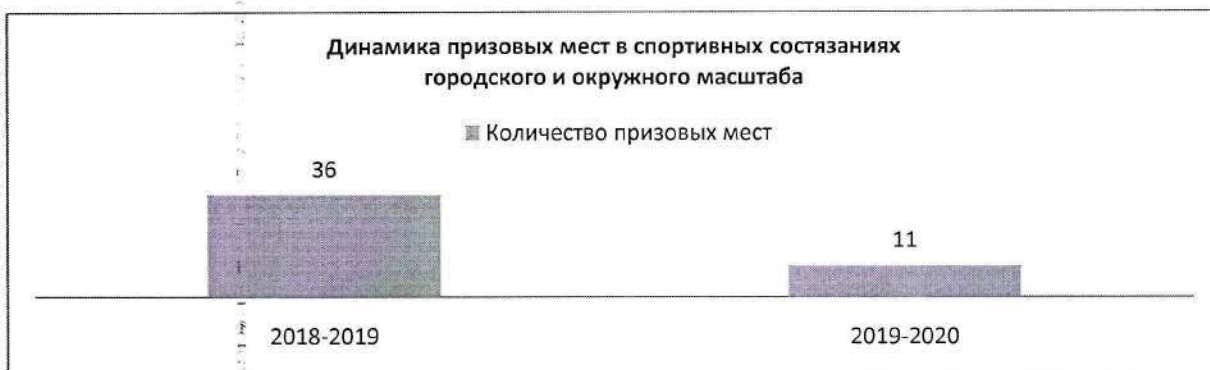 Динамика призовых мест в спортивных состязаниях
городского и окружного масштаба
Количество призовых мест
36
11
2018-2019
2019-2020